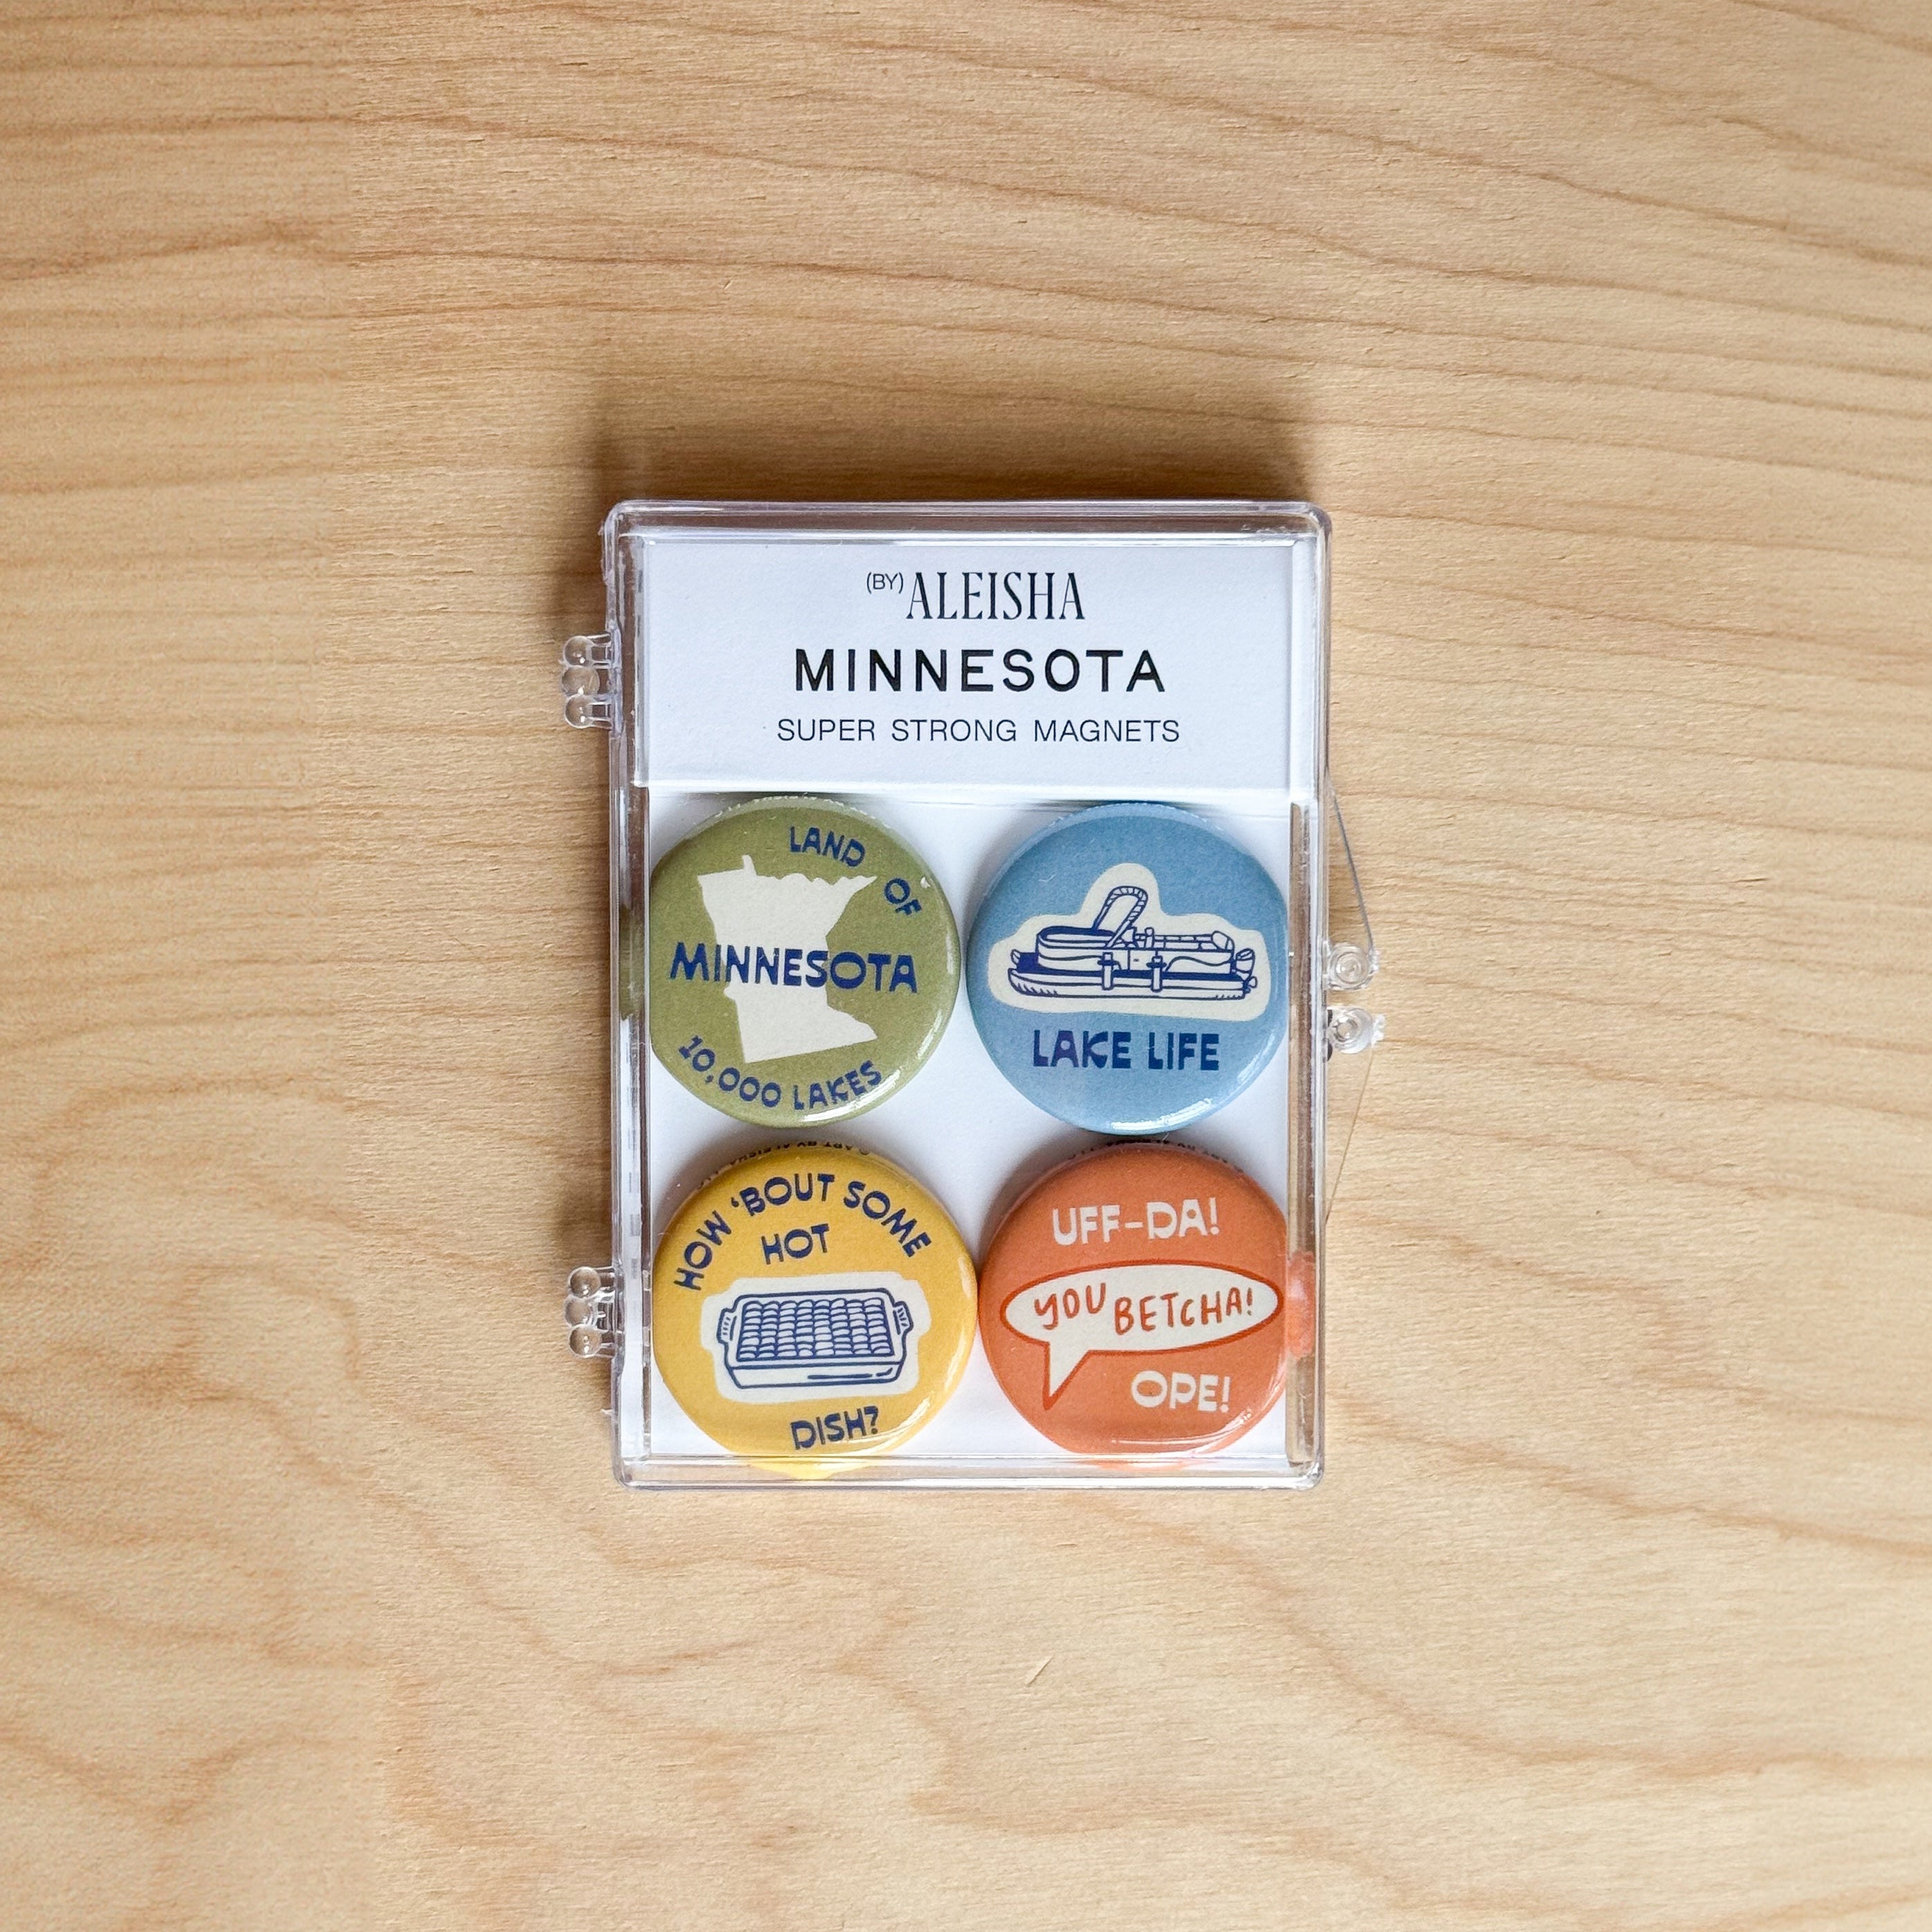 (BY) ALEISHA
MINNESOTA
SUPER STRONG MAGNETS
LAND OF
MINNESOTA
10,000 LAKES
LAKE LIFE
HOW 'BOUT SOME
HOT
DISH?
UFF-DA!
YOU BETCHA!
OPE!